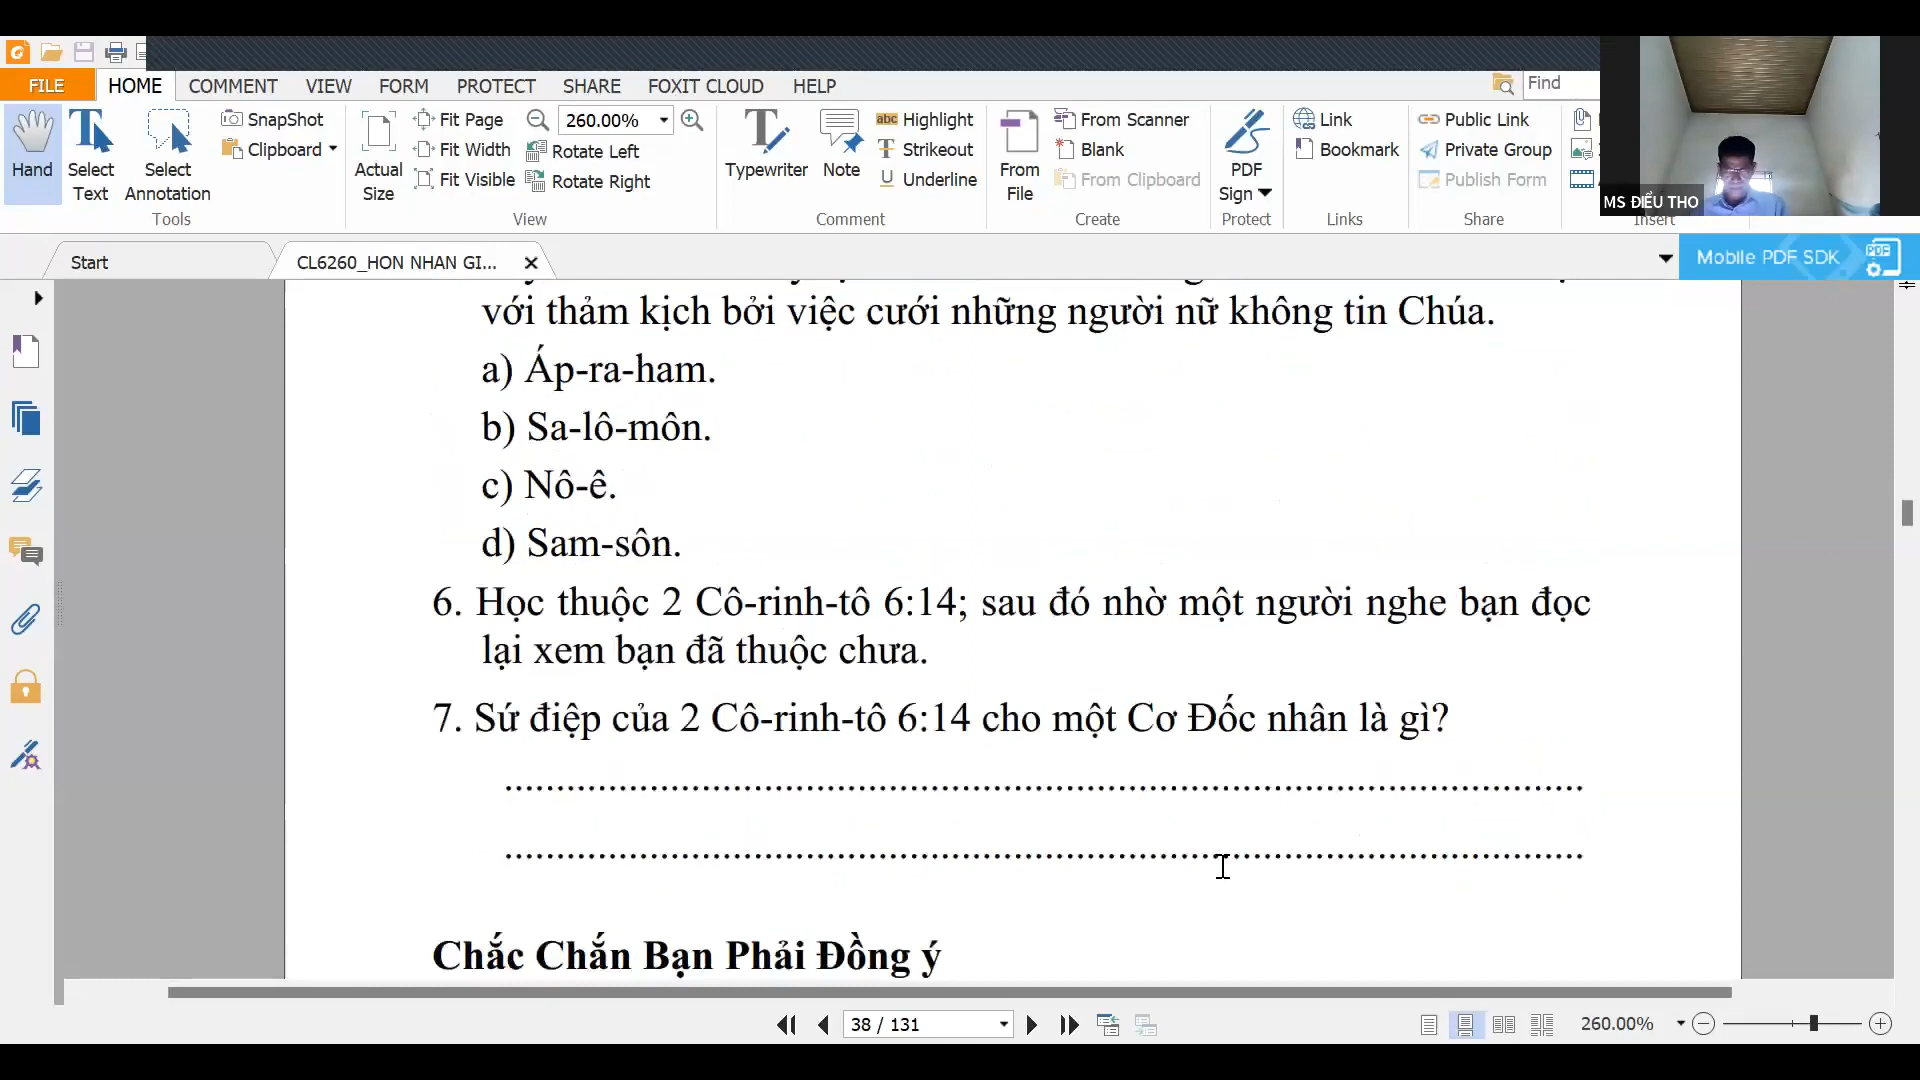 FILE HOME COMMENT VIEW FORM PROTECT SHARE FOXIT CLOUD HELP Find
Hand
Select Text
Select Annotation
SnapShot
Clipboard
Tools
Actual Size
Fit Page
Fit Width
Fit Visible
260.00%
Rotate Left
Rotate Right
View
Typewriter
Note
Highlight
Strikeout
Underline
Comment
From File
From Scanner
Blank
From Clipboard
Create
PDF Sign
Protect
Link
Bookmark
Links
Public Link
Private Group
Publish Form
Share
Insert
MS ĐIỂU THO
Start
CL6260_HON NHAN GI...
Mobile PDF SDK
PDF
với thảm kịch bởi việc cưới những người nữ không tin Chúa.
a) Áp-ra-ham.
b) Sa-lô-môn.
c) Nô-ê.
d) Sam-sôn.
6. Học thuộc 2 Cô-rinh-tô 6:14; sau đó nhờ một người nghe bạn đọc
lại xem bạn đã thuộc chưa.
7. Sứ điệp của 2 Cô-rinh-tô 6:14 cho một Cơ Đốc nhân là gì?
Chắc Chắn Bạn Phải Đồng ý
38 / 131
260.00%